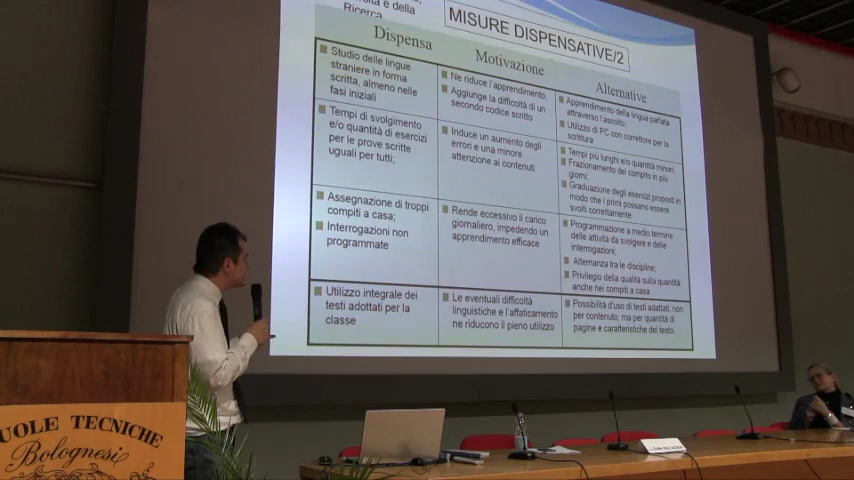 e della
Ricerca
MISURE DISPENSATIVE/2
Dispensa
Motivazione
Alternative
Studio delle lingue
straniere in forma
scritta, almeno nelle
fasi iniziali
Ne riduce l'apprendimento,
Aggiunge la difficoltà di un
secondo codice scritto
Apprendimento della lingua parlata
attraverso l'ascolto;
Utilizzo di PC con correttore per la
scrittura
Tempi di svolgimento
e/o quantità di esercizi
per le prove scritte
uguali per tutti;
Induce un aumento degli
errori e una minore
attenzione ai contenuti
Tempi più lunghi e/o quantità minori;
Frazionamento del compito in più
giorni;
Graduazione degli esercizi proposti in
modo che i primi possano essere
svolti correttamente
Assegnazione di troppi
compiti a casa;
Interrogazioni non
programmate
Rende eccessivo il carico
giornaliero, impedendo un
apprendimento efficace
Programmazione a medio termine
delle attività da svolgere e delle
interrogazioni;
Alternanza tra le discipline;
Privilegio della qualità sulla quantità
anche nei compiti a casa
Utilizzo integrale dei
testi adottati per la
classe
Le eventuali difficoltà
linguistiche e l'affaticamento
ne riducono il pieno utilizzo
Possibilità d'uso di testi adattati, non
per contenuto, ma per quantità di
pagine e caratteristiche del testo.
UOLE TECNICHE
Bolognesi